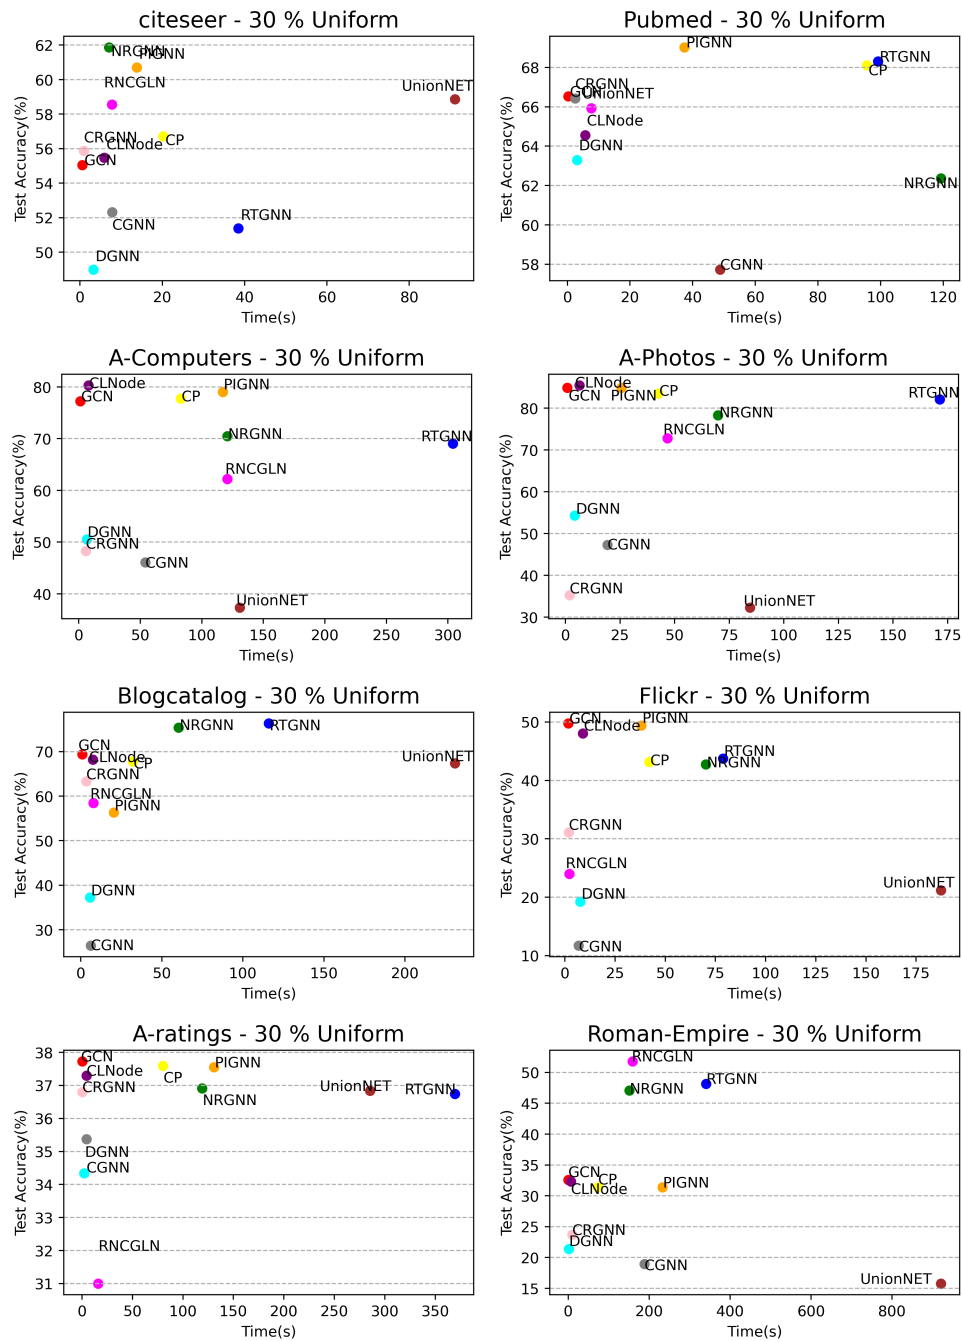 citeseer - 30 % Uniform
Test Accuracy(%)
62
60
58
56
54
52
50
NRGNN
PIGNN
RNCGLN
UnionNET
CRGNN
CLNode
CP
GCN
CGNN
RTGNN
DGNN
0
20
40
60
80
Time(s)
Pubmed - 30 % Uniform
Test Accuracy(%)
68
66
64
62
60
58
PIGNN
RTGNN
CP
CRGNN
GCN
UnionNET
CLNode
DGNN
NRGNN
CGNN
0
20
40
60
80
100
120
Time(s)
A-Computers - 30 % Uniform
Test Accuracy(%)
80
70
60
50
40
CLNode
GCN
CP
PIGNN
NRGNN
RTGNN
RNCGLN
DGNN
CRGNN
CGNN
UnionNET
0
50
100
150
200
250
300
Time(s)
A-Photos - 30 % Uniform
Test Accuracy(%)
80
70
60
50
40
30
CLNode
GCN
PIGNN
CP
RTGNN
NRGNN
RNCGLN
DGNN
CGNN
CRGNN
UnionNET
0
25
50
75
100
125
150
175
Time(s)
Blogcatalog - 30 % Uniform
Test Accuracy(%)
70
60
50
40
30
NRGNN
RTGNN
GCN
CLNode
CP
UnionNET
CRGNN
RNCGLN
PIGNN
DGNN
CGNN
0
50
100
150
200
Time(s)
Flickr - 30 % Uniform
Test Accuracy(%)
50
40
30
20
10
GCN
CLNode
PIGNN
CP
RTGNN
NRGNN
CRGNN
RNCGLN
UnionNET
DGNN
CGNN
0
25
50
75
100
125
150
175
Time(s)
A-ratings - 30 % Uniform
Test Accuracy(%)
38
37
36
35
34
33
32
31
GCN
CLNode
CRGNN
CP
PIGNN
NRGNN
UnionNET
RTGNN
DGNN
CGNN
RNCGLN
0
50
100
150
200
250
300
350
Time(s)
Roman-Empire - 30 % Uniform
Test Accuracy(%)
50
45
40
35
30
25
20
15
RNCGLN
RTGNN
NRGNN
GCN
CP
CLNode
PIGNN
CRGNN
DGNN
CGNN
UnionNET
0
200
400
600
800
Time(s)